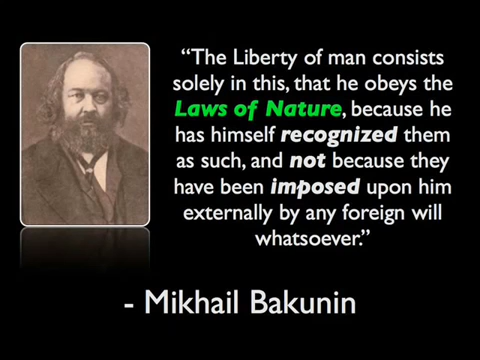 “The Liberty of man consists
solely in this, that he obeys the
Laws of Nature, because he
has himself recognized them
as such, and not because they
have been imposed upon him
externally by any foreign will
whatsoever.”
- Mikhail Bakunin